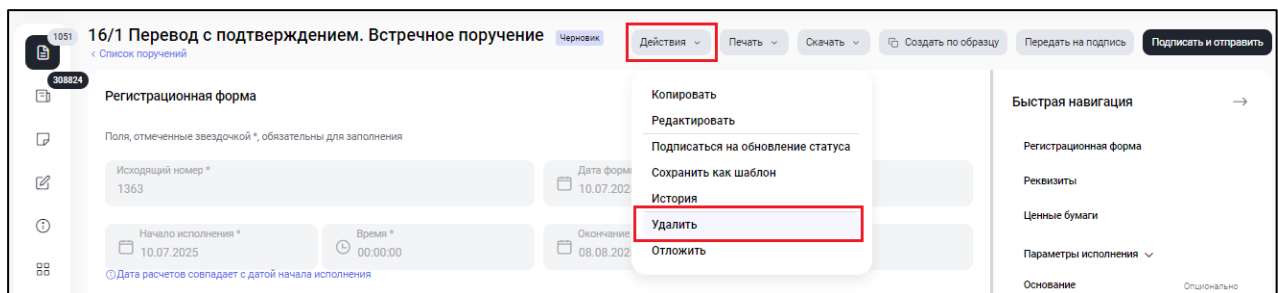 1051
16/1 Перевод с подтверждением. Встречное поручение Черновик Действия Печать Скачать Создать по образцу Передать на подпись Подписать и отправить
‹ Список поручений
308824
Регистрационная форма
Поля, отмеченные звездочкой *, обязательны для заполнения
Исходящий номер *
1363
Дата форм
10.07.202
Начало исполнения *
10.07.2025
Время *
00:00:00
Окончание
08.08.202
Дата расчетов совпадает с датой начала исполнения
Копировать
Редактировать
Подписаться на обновление статуса
Сохранить как шаблон
История
Удалить
Отложить
Быстрая навигация →
Регистрационная форма
Реквизиты
Ценные бумаги
Параметры исполнения
Основание Опционально